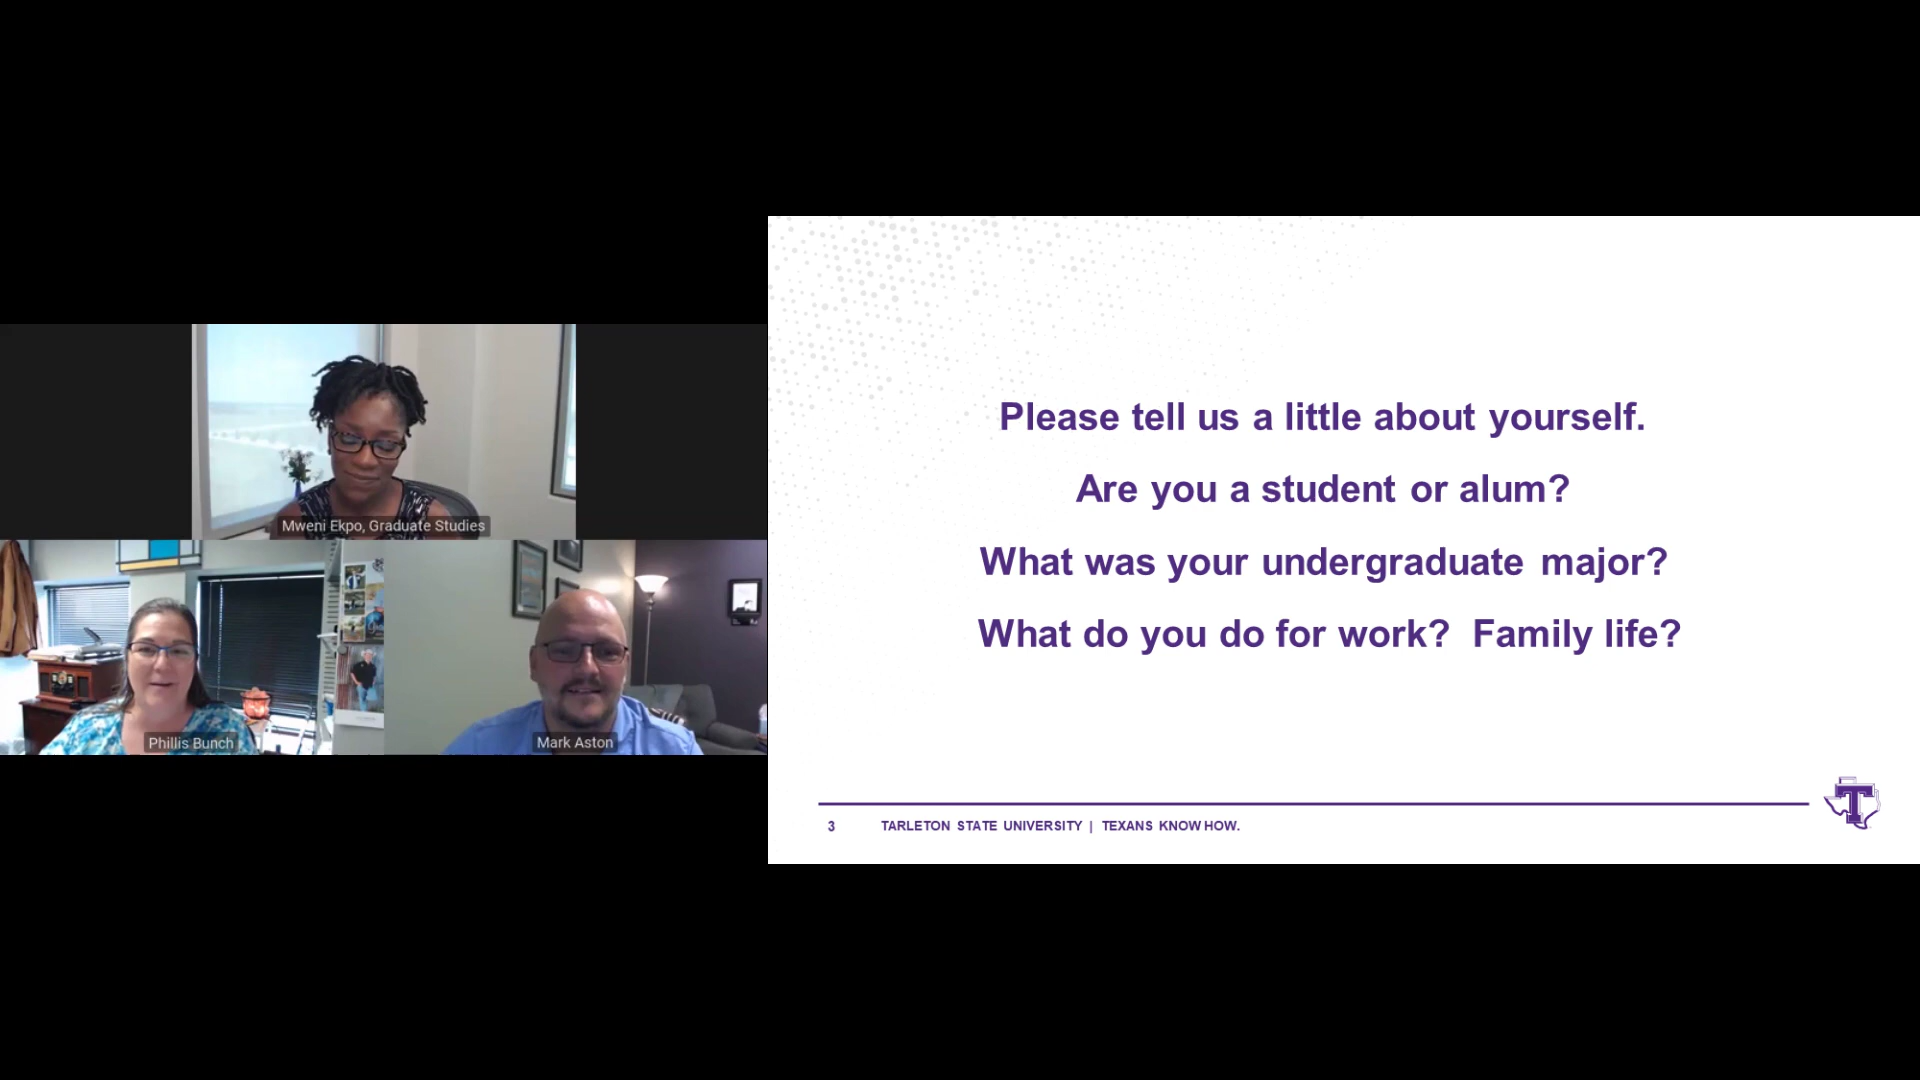 Mweni Ekpo, Graduate Studies
Phillis Bunch
Mark Aston
Please tell us a little about yourself.
Are you a student or alum?
What was your undergraduate major?
What do you do for work? Family life?
3 TARLETON STATE UNIVERSITY | TEXANS KNOW HOW.
T